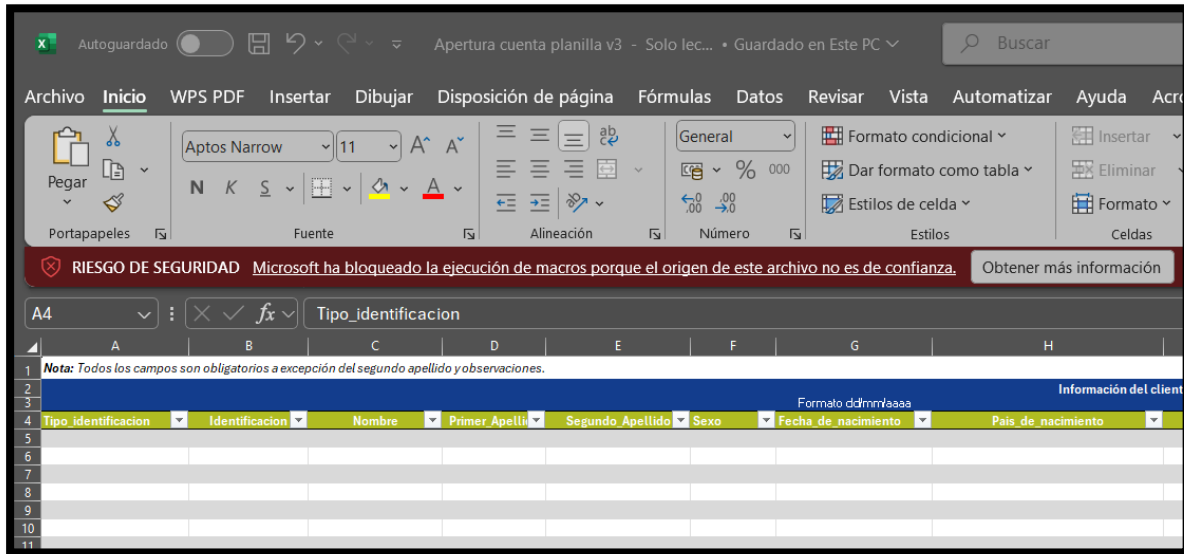 Autoguardado Apertura cuenta planilla v3 - Solo lec... • Guardado en Este PC Buscar
Archivo Inicio WPS PDF Insertar Dibujar Disposición de página Fórmulas Datos Revisar Vista Automatizar Ayuda Acro
Pegar
Aptos Narrow 11
N K S
General
% 000
Formato condicional
Dar formato como tabla
Estilos de celda
Insertar
Eliminar
Formato
Portapapeles Fuente Alineación Número Estilos Celdas
RIESGO DE SEGURIDAD Microsoft ha bloqueado la ejecución de macros porque el origen de este archivo no es de confianza. Obtener más información
A4 fx Tipo_identificacion
A B C D E F G H
1 Nota: Todos los campos son obligatorios a excepción del segundo apellido y observaciones.
2 Información del client
3 Formato dd/mm/aaaa
4 Tipo_identificacion Identificacion Nombre Primer_Apelli Segundo_Apellido Sexo Fecha_de_nacimiento Pais_de_nacimiento
5
6
7
8
9
10
11